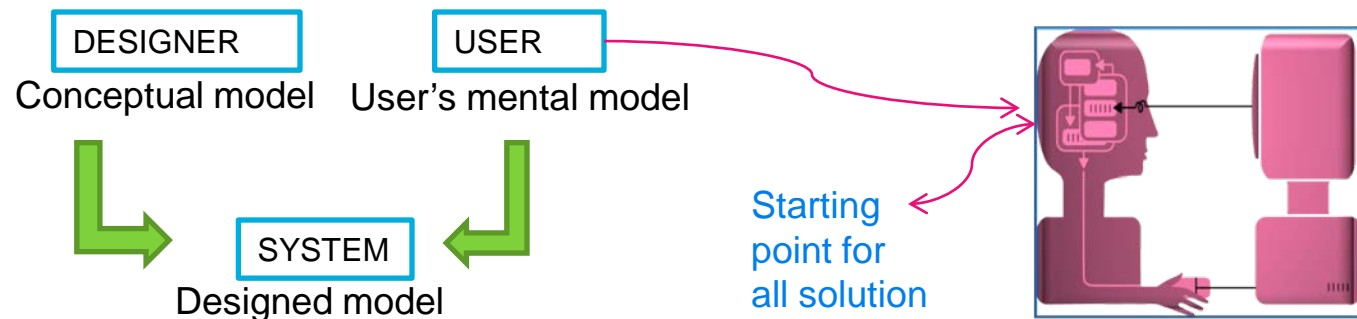 DESIGNER
USER
Conceptual model
User's mental model
SYSTEM
Designed model
Starting
point for
all solution